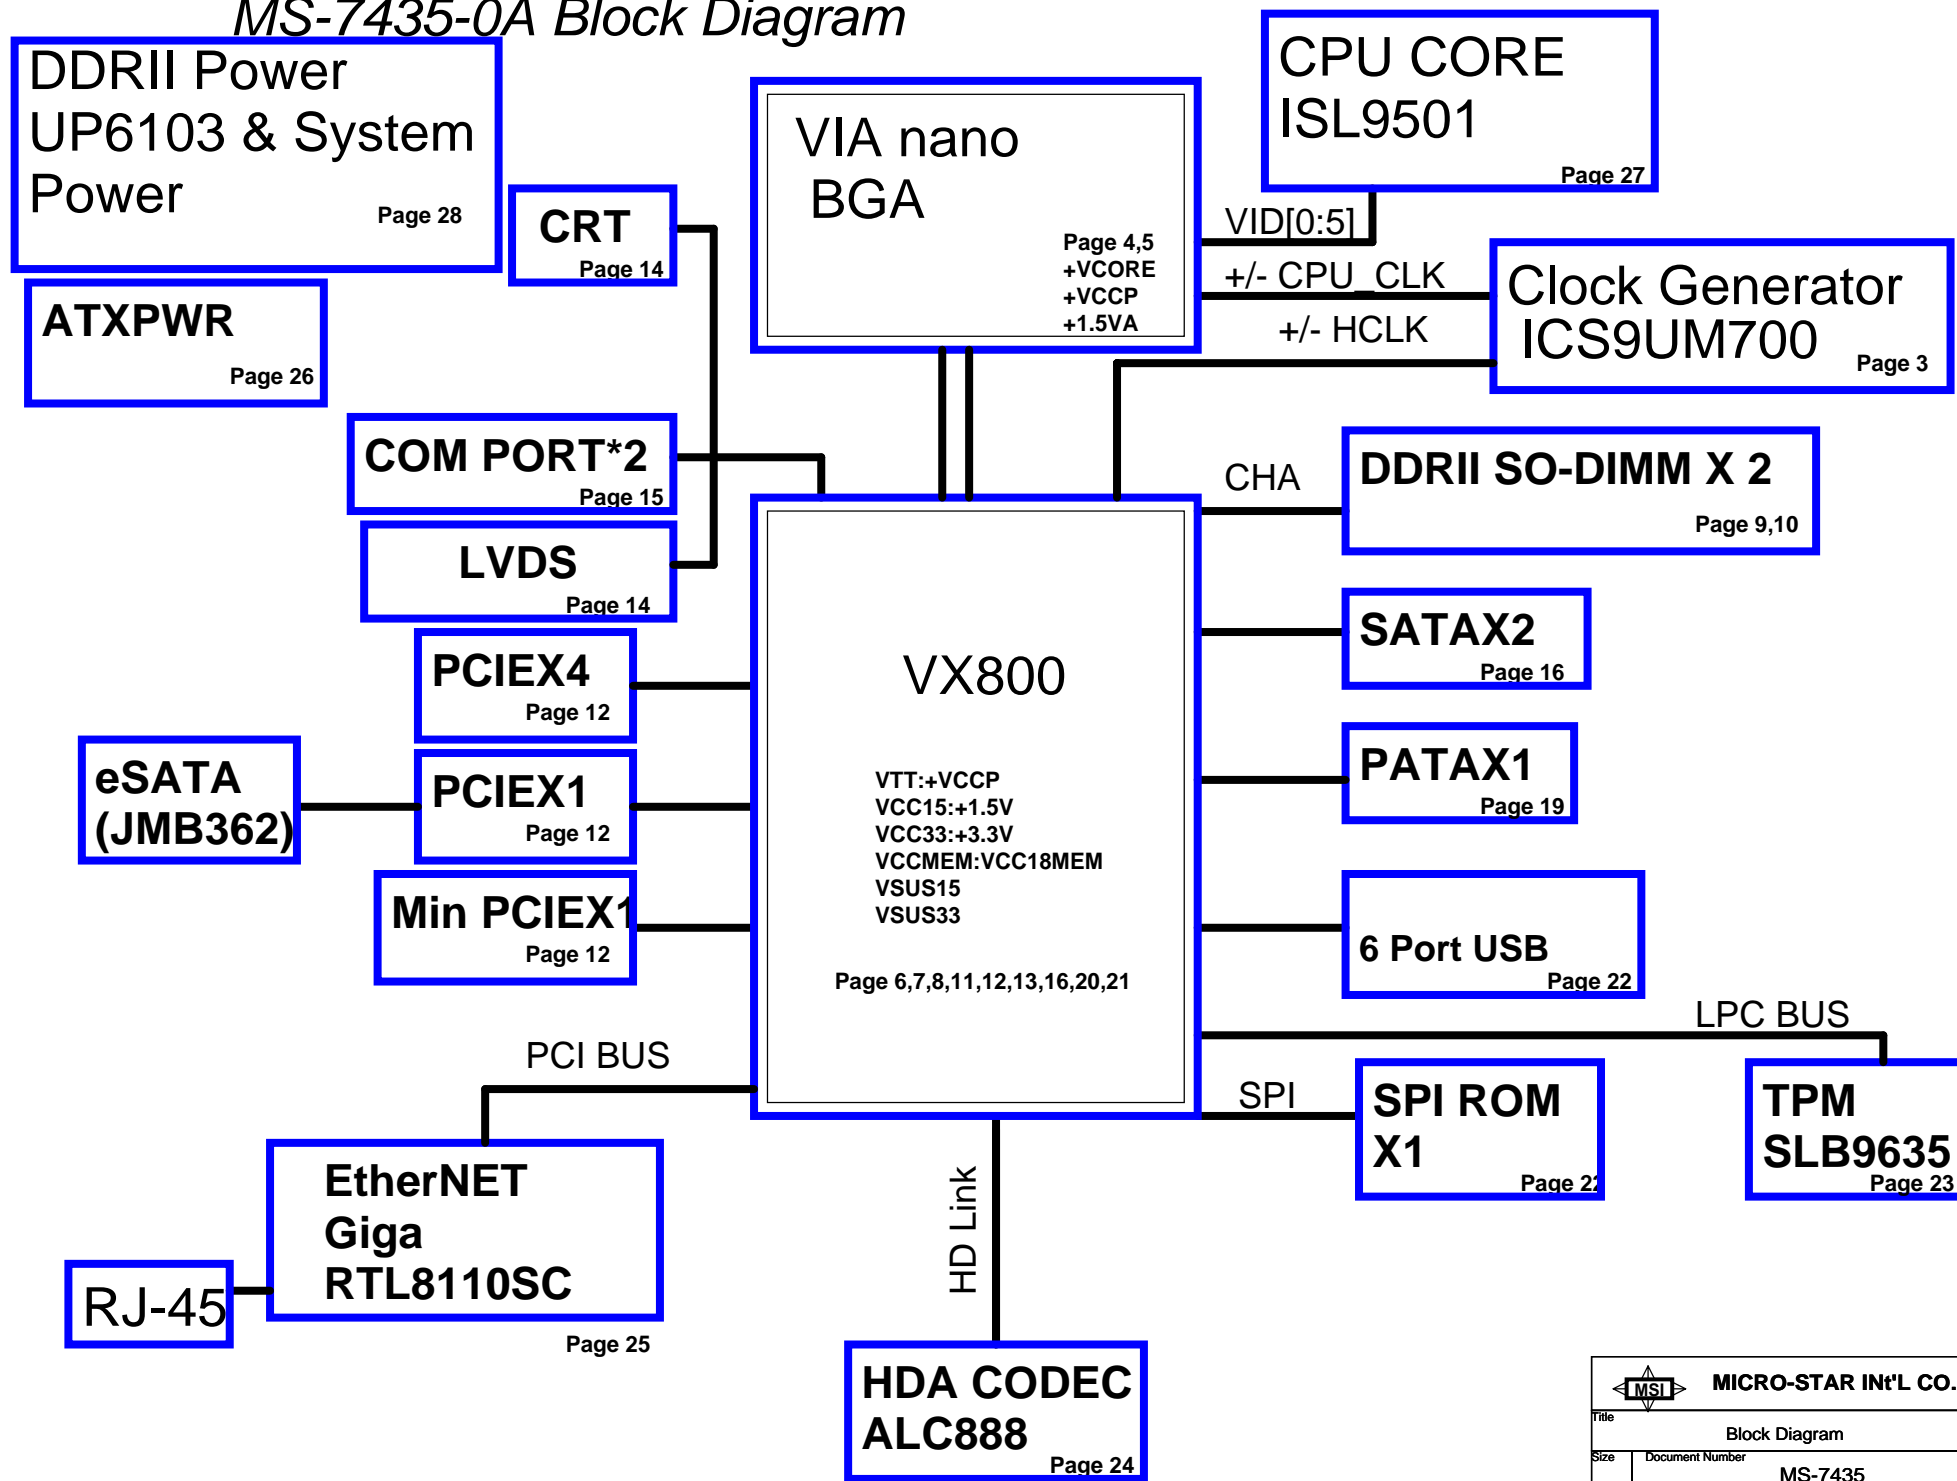 MS-7435-0A Block Diagram
DDRII Power
UP6103 & System
Power
Page 28
CRT
Page 14
ATXPWR
Page 26
VIA nano
BGA
Page 4,5
+VCORE
+VCCP
+1.5VA
CPU CORE
ISL9501
Page 27
VID[0:5]
+/- CPU_CLK
+/- HCLK
Clock Generator
ICS9UM700
Page 3
COM PORT*2
Page 15
LVDS
Page 14
CHA
DDRII SO-DIMM X 2
Page 9,10
PCIEX4
Page 12
eSATA
(JMB362)
PCIEX1
Page 12
Min PCIEX1
Page 12
VX800
VTT:+VCCP
VCC15:+1.5V
VCC33:+3.3V
VCCMEM:VCC18MEM
VSUS15
VSUS33
Page 6,7,8,11,12,13,16,20,21
SATAX2
Page 16
PATAX1
Page 19
6 Port USB
Page 22
LPC BUS
PCI BUS
SPI
SPI ROM
X1
Page 22
TPM
SLB9635
Page 23
EtherNET
Giga
RTL8110SC
Page 25
RJ-45
HD Link
HDA CODEC
ALC888
Page 24
MSI
MICRO-STAR INt'L CO.
Title
Block Diagram
Size
Document Number
MS-7435